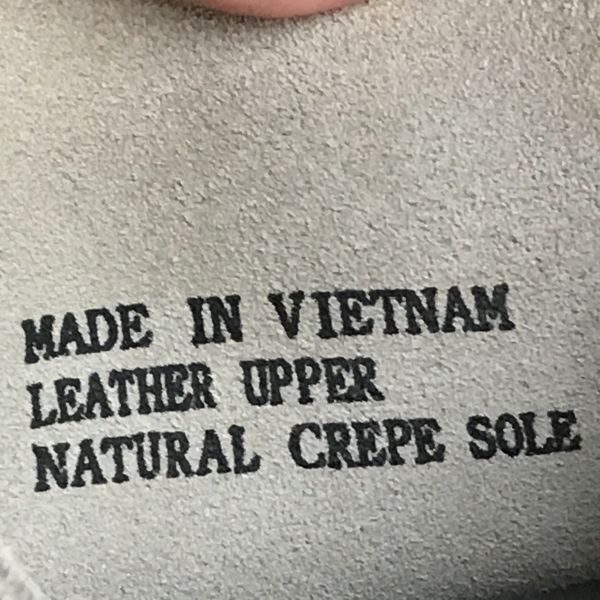 MADE IN VIETNAM
LEATHER UPPER
NATURAL CREPE SOLE